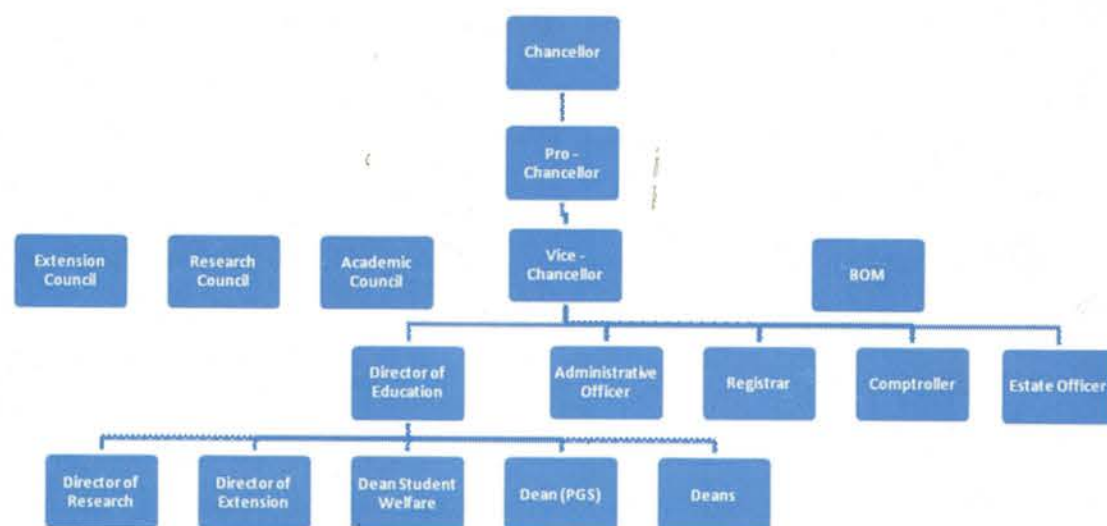 Chancellor
Pro -
Chancellor
Extension
Council
Research
Council
Academic
Council
Vice -
Chancellor
BOM
Director of
Education
Administrative
Officer
Registrar
Comptroller
Estate Officer
Director of
Research
Director of
Extension
Dean Student
Welfare
Dean (PGS)
Deans